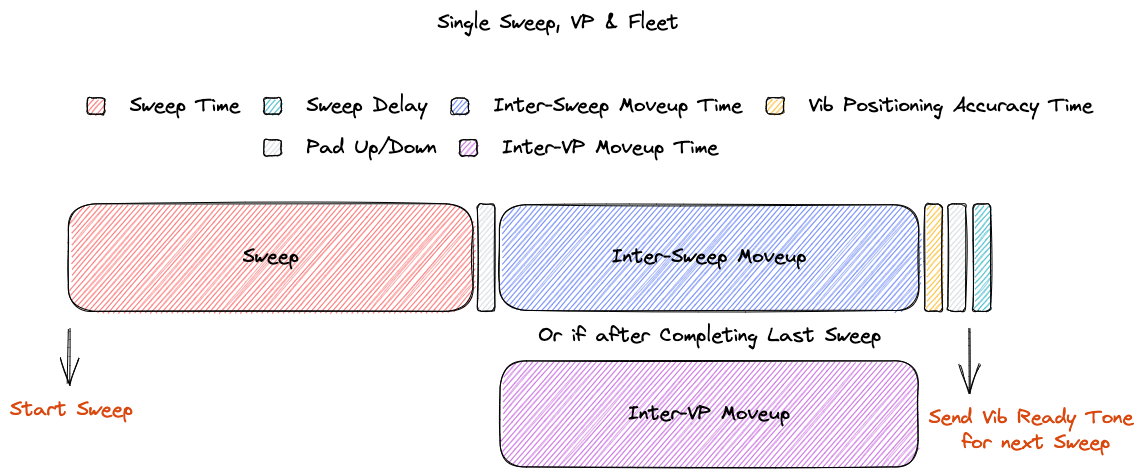 Single Sweep, VP & Fleet
Sweep Time Sweep Delay Inter-Sweep Moveup Time Vib Positioning Accuracy Time
Pad Up/Down Inter-VP Moveup Time
Sweep
Inter-Sweep Moveup
Or if after Completing Last Sweep
Inter-VP Moveup
Start Sweep
Send Vib Ready Tone
for next Sweep